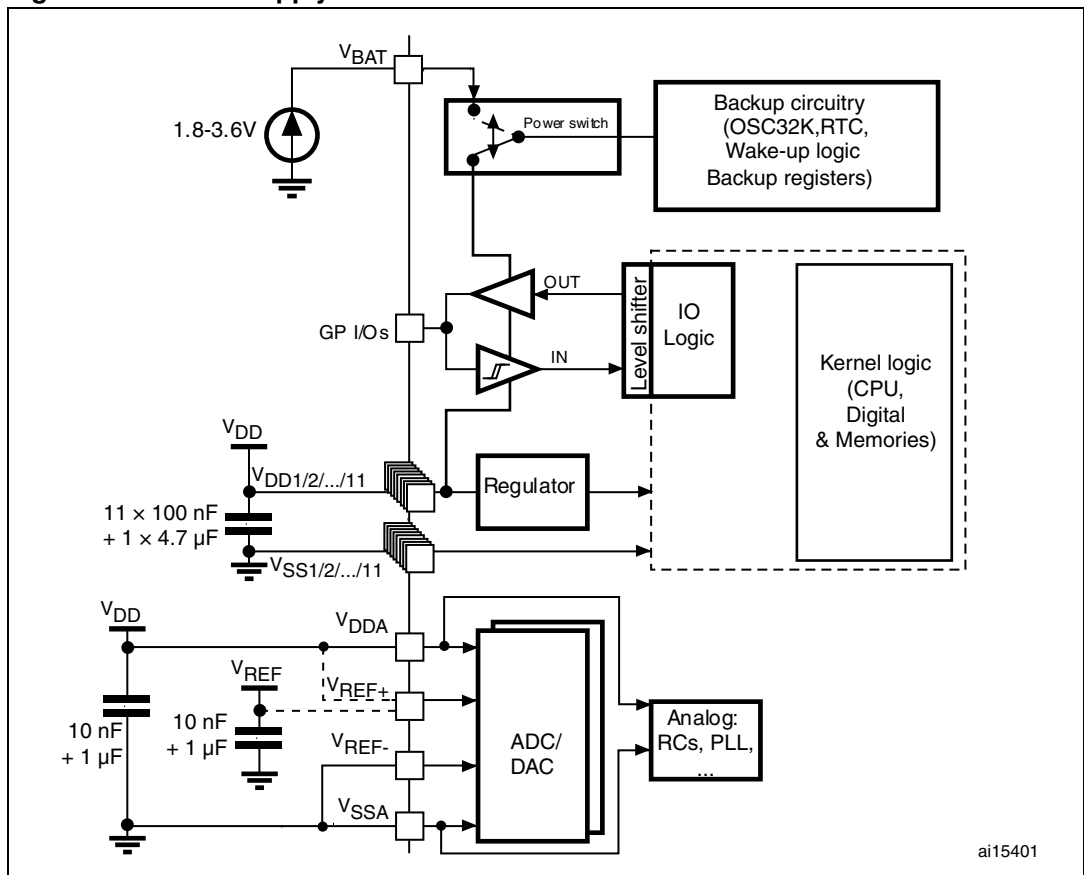 VBAT
1.8-3.6V
Power switch
Backup circuitry
(OSC32K,RTC,
Wake-up logic
Backup registers)
OUT
GP I/Os
IN
Level shifter
IO
Logic
Kernel logic
(CPU,
Digital
& Memories)
VDD
VDD1/2/.../11
Regulator
11 × 100 nF
+ 1 × 4.7 µF
VSS1/2/.../11
VDD
VDDA
VREF
VREF+
10 nF
+ 1 µF
10 nF
+ 1 µF
VREF-
ADC/
DAC
Analog:
RCs, PLL,
...
VSSA
ai15401